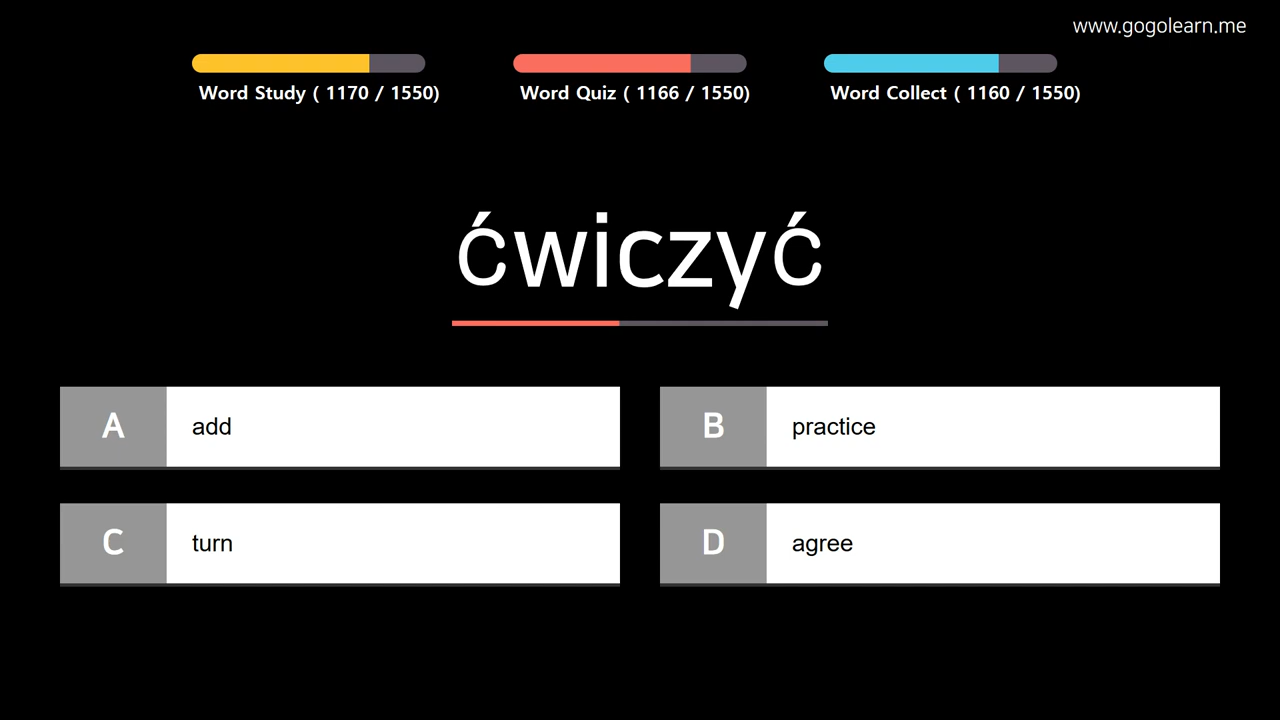 www.gogolearn.me
Word Study ( 1170 / 1550)
Word Quiz ( 1166 / 1550)
Word Collect ( 1160 / 1550)
ćwiczyć
A add
B practice
C turn
D agree